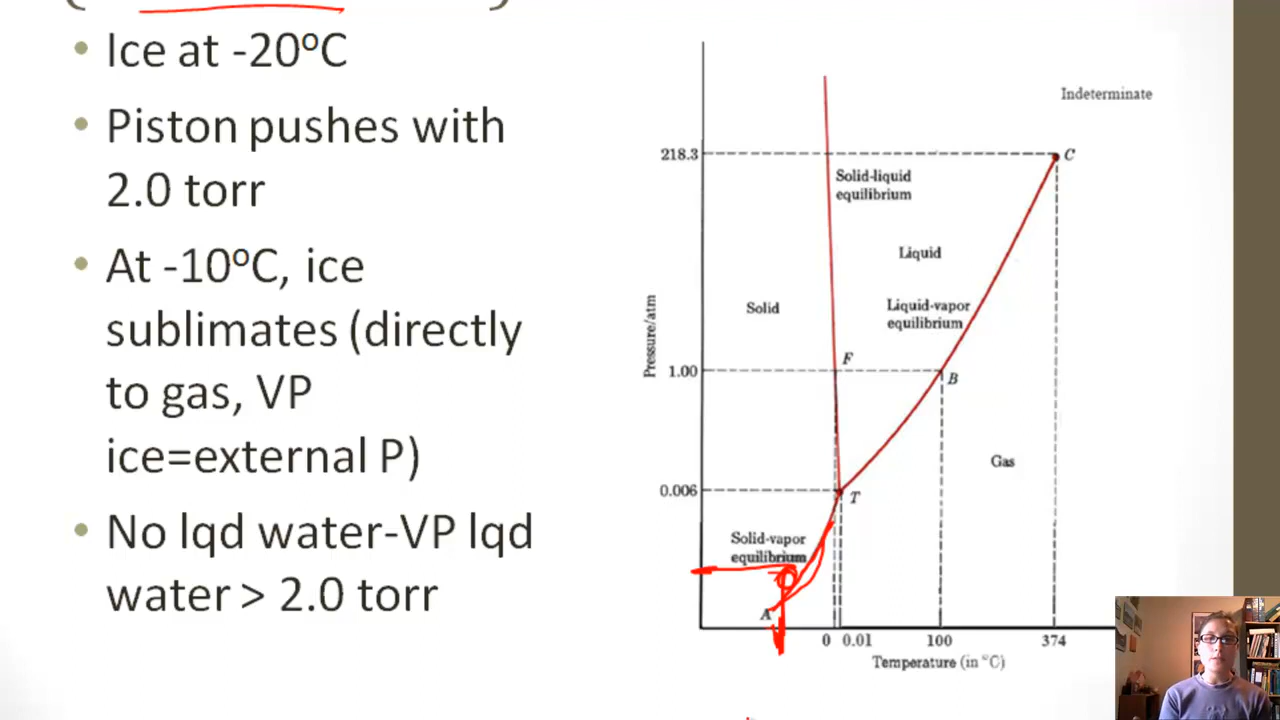 • Ice at -20°C
• Piston pushes with
2.0 torr
• At -10°C, ice
sublimates (directly
to gas, VP
ice=external P)
• No lqd water-VP lqd
water > 2.0 torr
Indeterminate
218.3
C
Solid-liquid
equilibrium
Liquid
Solid
Liquid-vapor
equilibrium
Pressure/atm
F
1.00
B
Gas
0.006
T
Solid-vapor
equilibrium
A
0 0.01 100 374
Temperature (in °C)